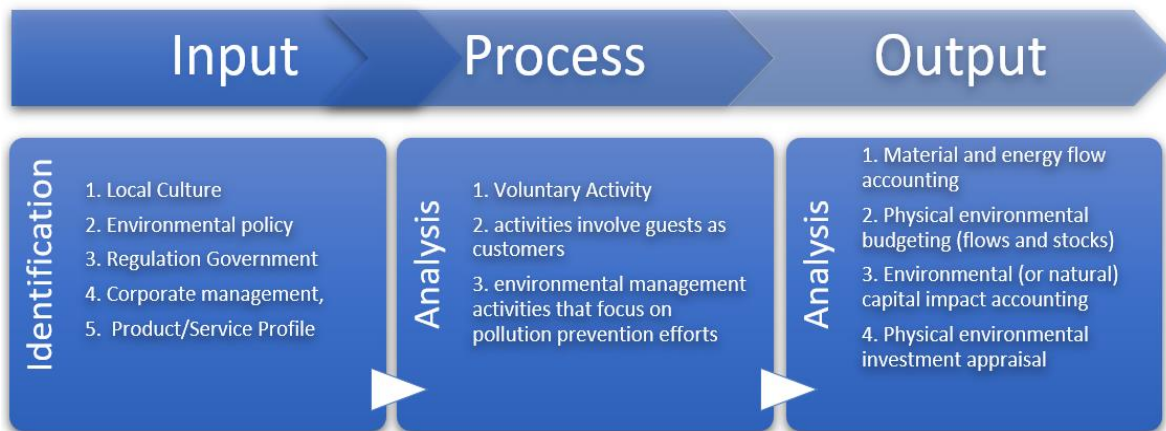 Input
Process
Output
Identification
1. Local Culture
2. Environmental policy
3. Regulation Government
4. Corporate management,
5. Product/Service Profile
Analysis
1. Voluntary Activity
2. activities involve guests as
customers
3. environmental management
activities that focus on
pollution prevention efforts
Analysis
1. Material and energy flow
accounting
2. Physical environmental
budgeting (flows and stocks)
3. Environmental (or natural)
capital impact accounting
4. Physical environmental
investment appraisal